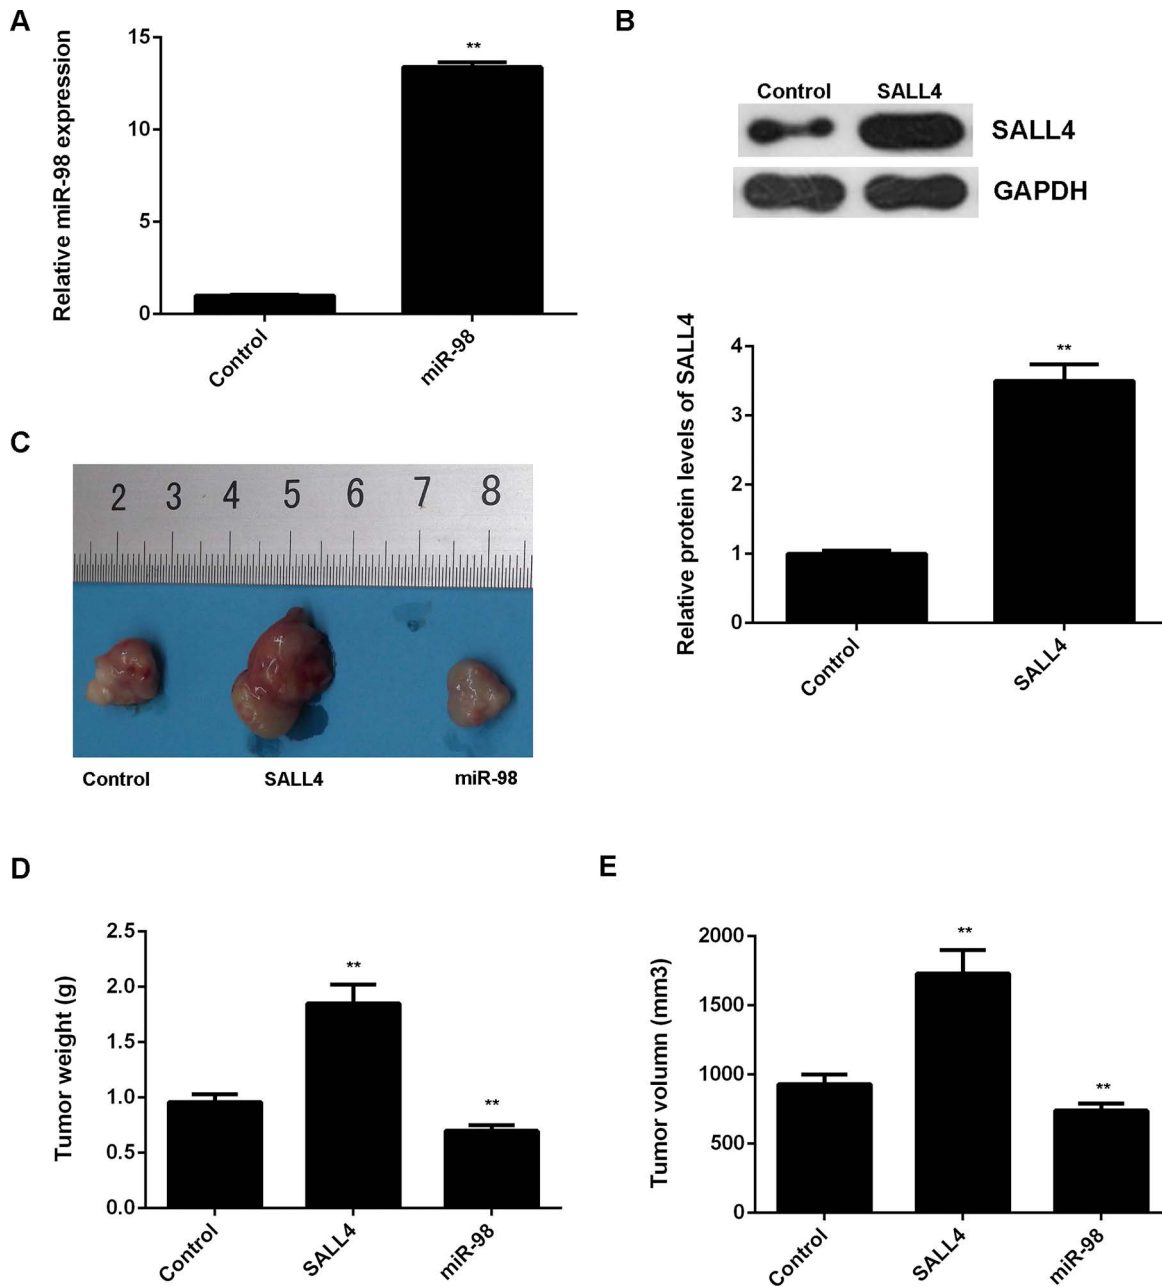 A
Relative miR-98 expression
15
10
5
0
**
Control
miR-98
B
Control SALL4
SALL4
GAPDH
Relative protein levels of SALL4
4
3
2
1
0
**
Control
SALL4
C
2 3 4 5 6 7 8
Control SALL4 miR-98
D
Tumor weight (g)
2.5
2.0
1.5
1.0
0.5
0.0
**
**
Control
SALL4
miR-98
E
Tumor volumn (mm3)
2000
1500
1000
500
0
**
**
Control
SALL4
miR-98